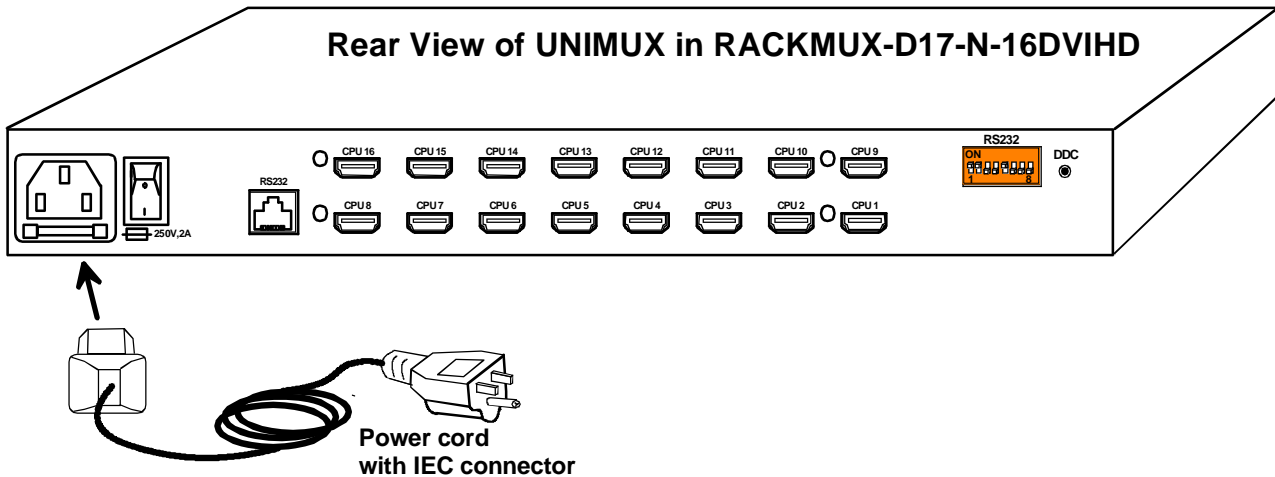 Rear View of UNIMUX in RACKMUX-D17-N-16DVIHD
RS232
ON
1 8
DDC
CPU 16 CPU 15 CPU 14 CPU 13 CPU 12 CPU 11 CPU 10 CPU 9
RS232
CPU 8 CPU 7 CPU 6 CPU 5 CPU 4 CPU 3 CPU 2 CPU 1
250V,2A
Power cord
with IEC connector